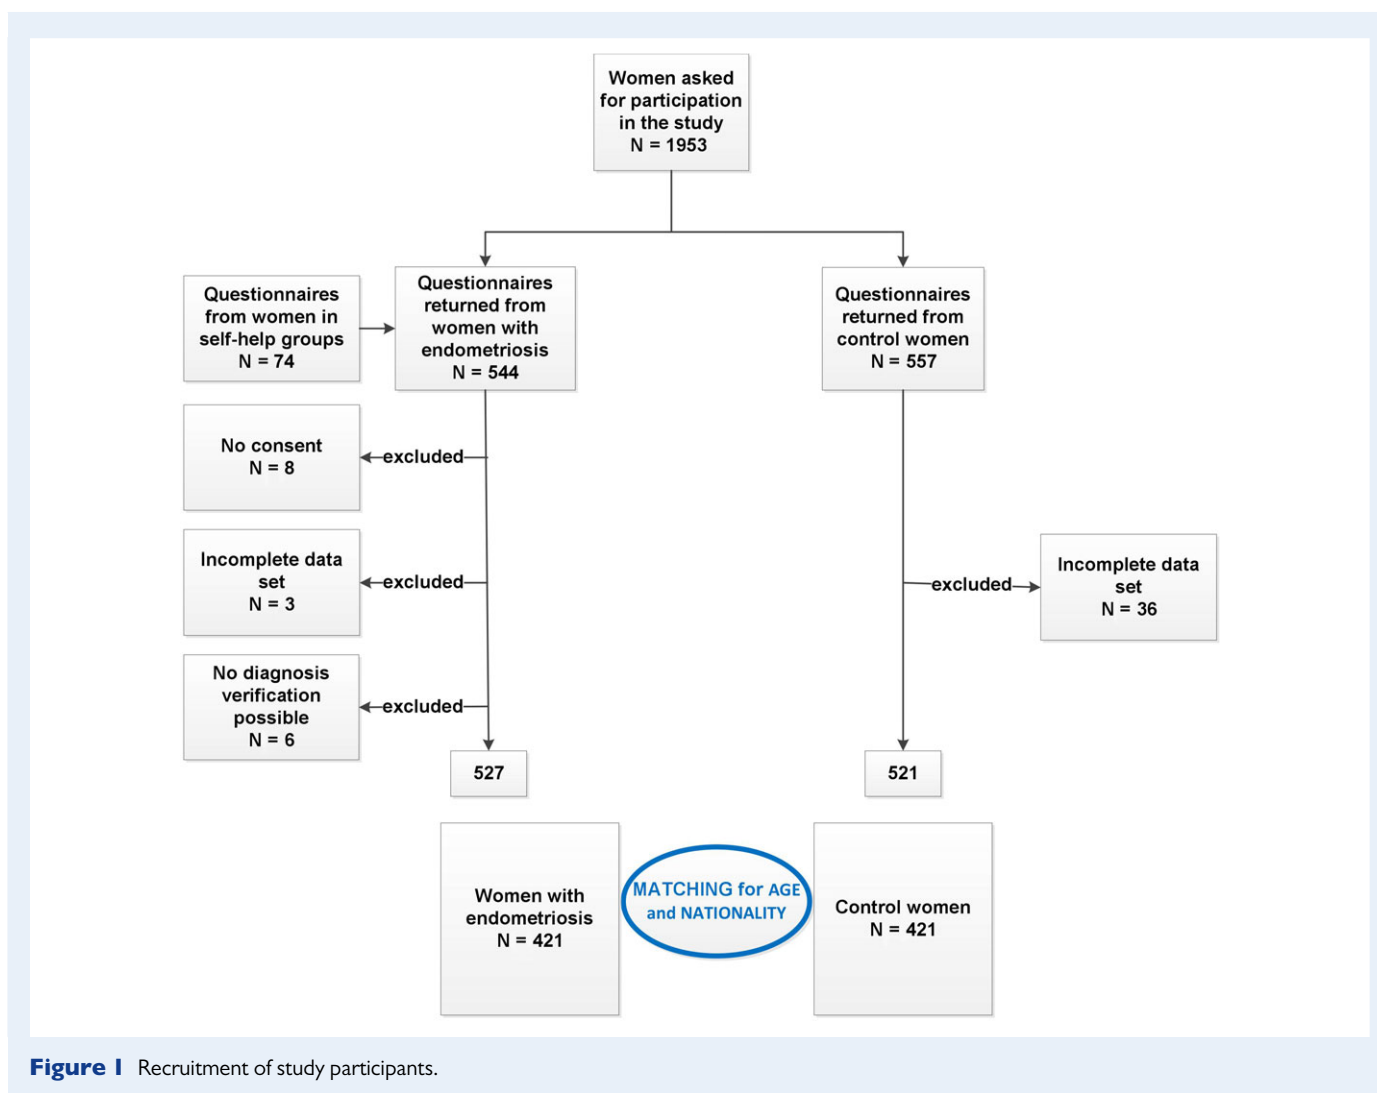 Women asked
for participation
in the study
N = 1953
Questionnaires
from women in
self-help groups
N = 74
Questionnaires
returned from
women with
endometriosis
N = 544
Questionnaires
returned from
control women
N = 557
No consent
N = 8
excluded
Incomplete data
set
N = 3
excluded
excluded
Incomplete data
set
N = 36
No diagnosis
verification
possible
N = 6
excluded
527
521
Women with
endometriosis
N = 421
MATCHING for AGE
and NATIONALITY
Control women
N = 421
Figure 1 Recruitment of study participants.